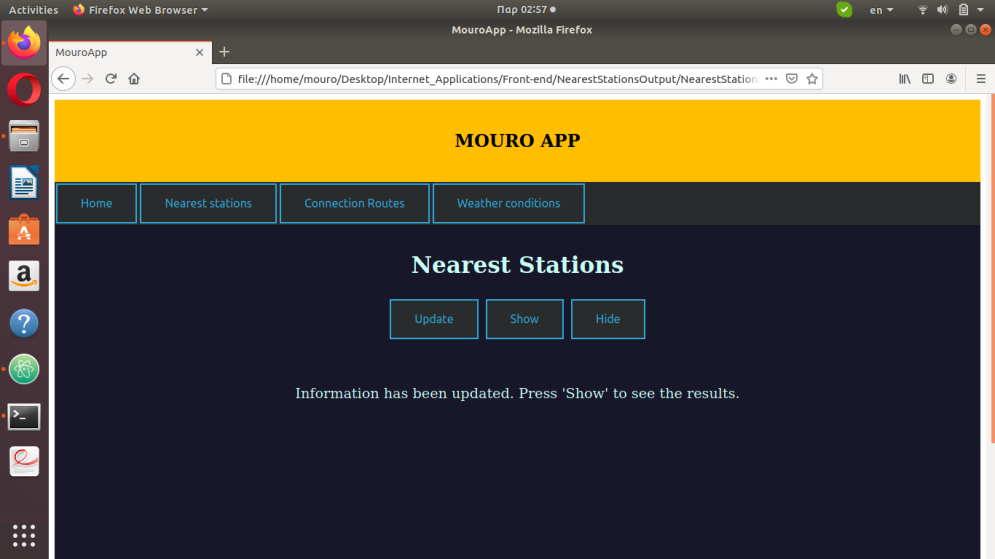 Activities Firefox Web Browser Παρ 02:57 en
MouroApp - Mozilla Firefox
MouroApp
file:///home/mouro/Desktop/Internet_Applications/Front-end/NearestStationsOutput/NearestStation
MOURO APP
Home Nearest stations Connection Routes Weather conditions
Nearest Stations
Update Show Hide
Information has been updated. Press 'Show' to see the results.